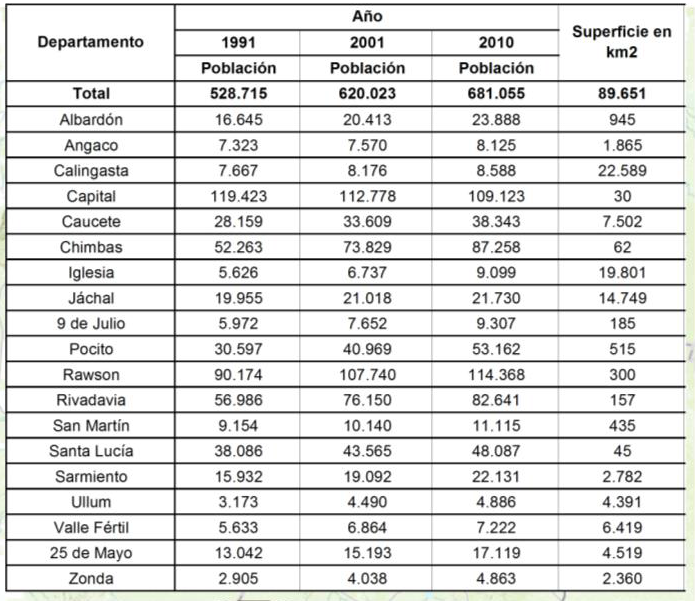 Departamento Año Superficie en km2
1991 2001 2010
Población Población Población
Total 528.715 620.023 681.055 89.651
Albardón 16.645 20.413 23.888 945
Angaco 7.323 7.570 8.125 1.865
Calingasta 7.667 8.176 8.588 22.589
Capital 119.423 112.778 109.123 30
Caucete 28.159 33.609 38.343 7.502
Chimbas 52.263 73.829 87.258 62
Iglesia 5.626 6.737 9.099 19.801
Jáchal 19.955 21.018 21.730 14.749
9 de Julio 5.972 7.652 9.307 185
Pocito 30.597 40.969 53.162 515
Rawson 90.174 107.740 114.368 300
Rivadavia 56.986 76.150 82.641 157
San Martín 9.154 10.140 11.115 435
Santa Lucía 38.086 43.565 48.087 45
Sarmiento 15.932 19.092 22.131 2.782
Ullum 3.173 4.490 4.886 4.391
Valle Fértil 5.633 6.864 7.222 6.419
25 de Mayo 13.042 15.193 17.119 4.519
Zonda 2.905 4.038 4.863 2.360